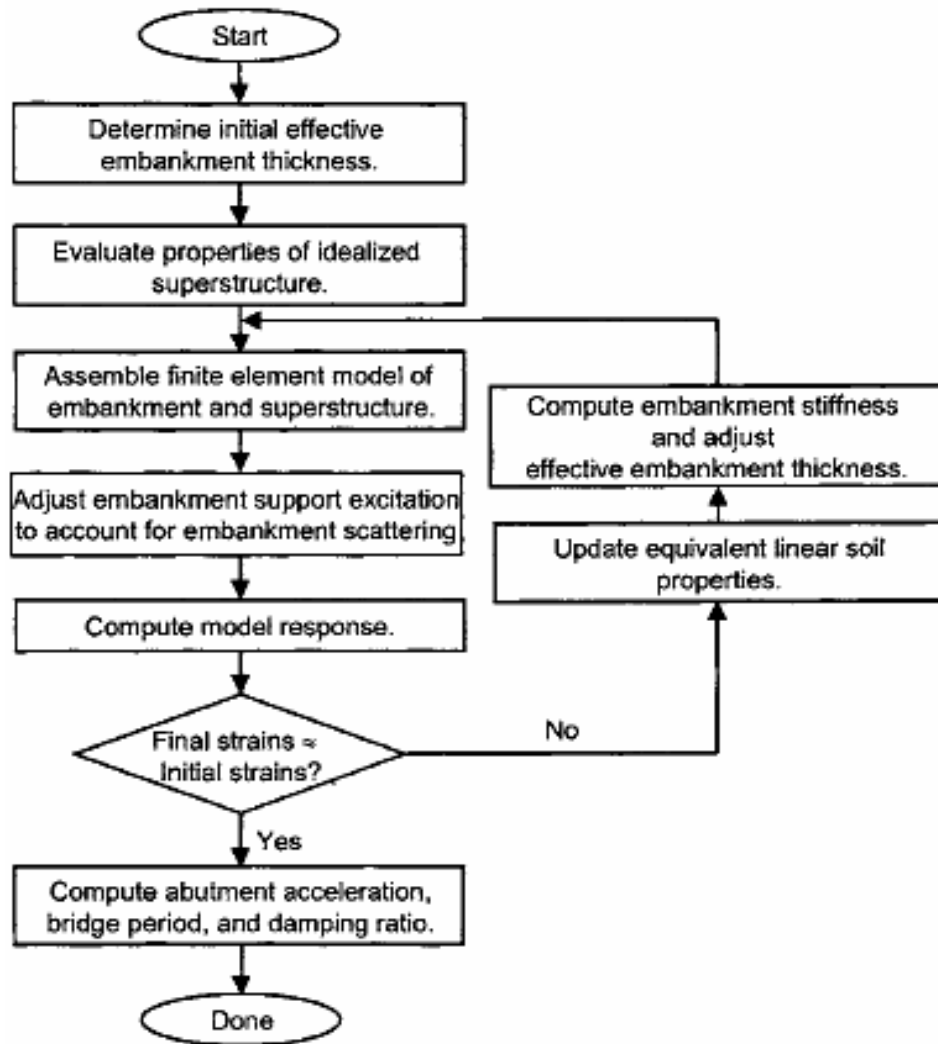 Start
Determine initial effective
embankment thickness.
Evaluate properties of idealized
superstructure.
Assemble finite element model of
embankment and superstructure.
Adjust embankment support excitation
to account for embankment scattering
Compute model response.
Final strains ≈
Initial strains?
No
Update equivalent linear soil
properties.
Compute embankment stiffness
and adjust
effective embankment thickness.
Yes
Compute abutment acceleration,
bridge period, and damping ratio.
Done